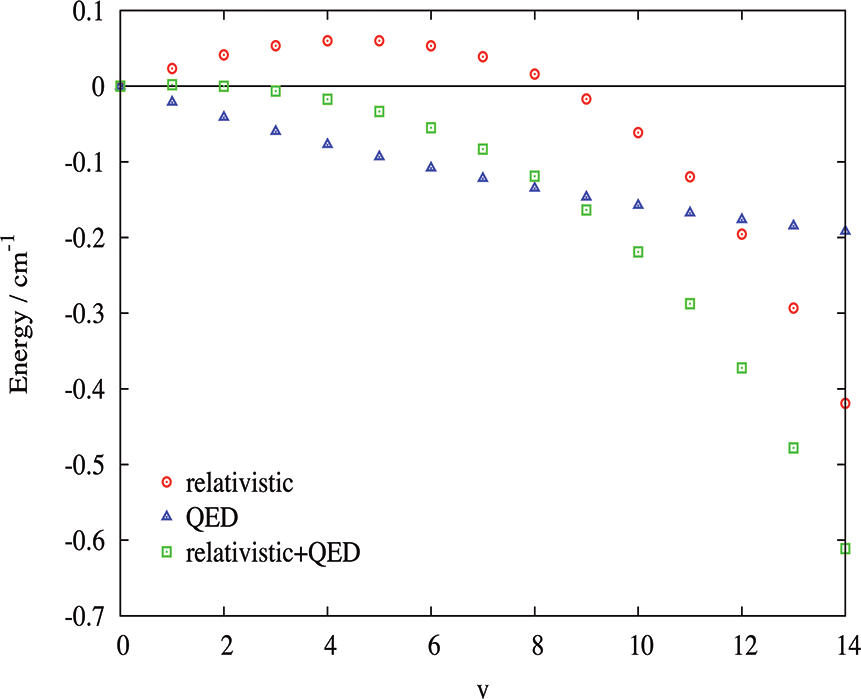 0.1
0
-0.1
-0.2
-0.3
-0.4
-0.5
-0.6
-0.7
Energy / cm-1
relativistic
QED
relativistic+QED
0 2 4 6 8 10 12 14
v